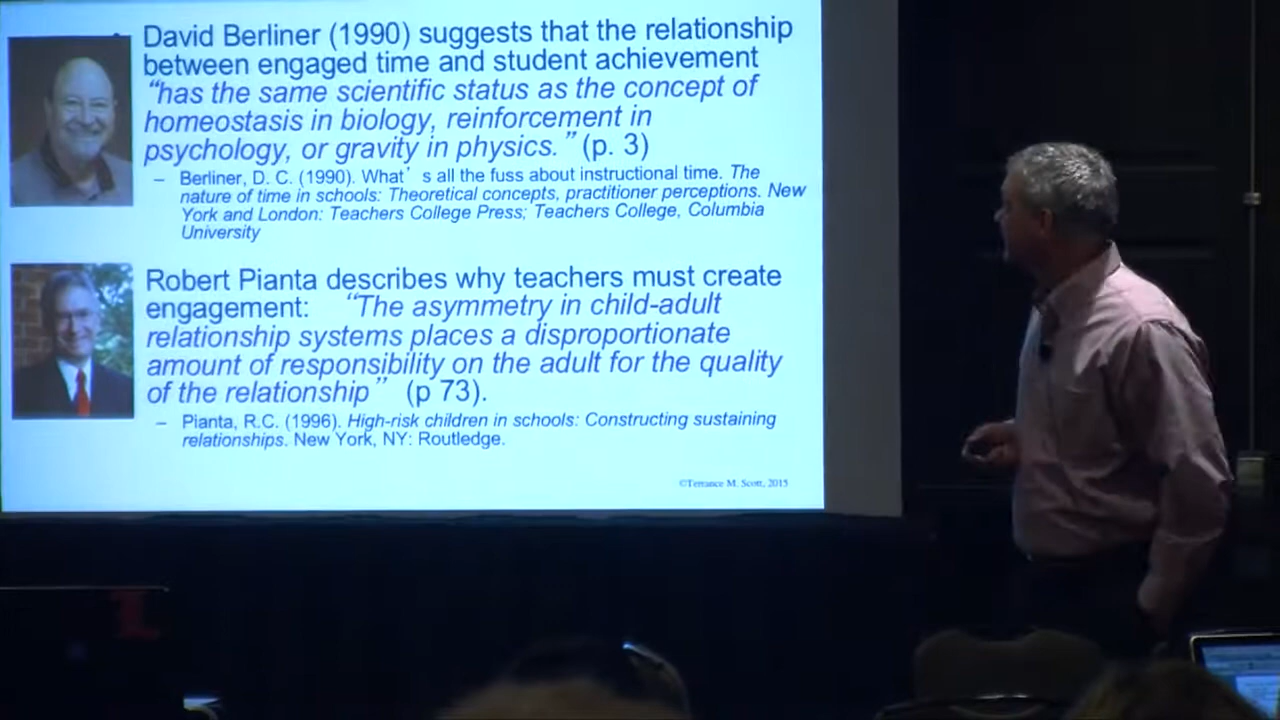 David Berliner (1990) suggests that the relationship
between engaged time and student achievement
“has the same scientific status as the concept of
homeostasis in biology, reinforcement in
psychology, or gravity in physics.” (p. 3)
– Berliner, D. C. (1990). What’s all the fuss about instructional time. The
nature of time in schools: Theoretical concepts, practitioner perceptions. New
York and London: Teachers College Press; Teachers College, Columbia
University
Robert Pianta describes why teachers must create
engagement: “The asymmetry in child-adult
relationship systems places a disproportionate
amount of responsibility on the adult for the quality
of the relationship” (p 73).
– Pianta, R.C. (1996). High-risk children in schools: Constructing sustaining
relationships. New York, NY: Routledge.
©Terrance M. Scott, 2015